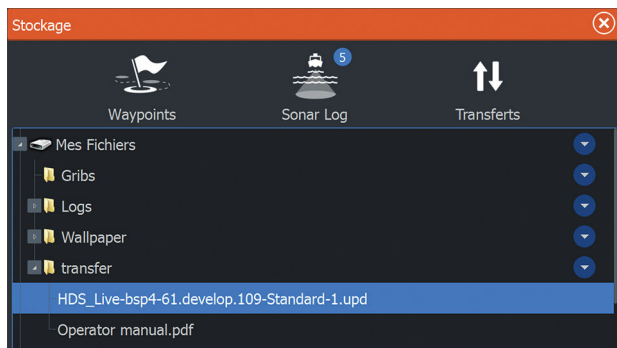 Stockage
5
Waypoints Sonar Log Transferts
Mes Fichiers
Gribs
Logs
Wallpaper
transfer
HDS_Live-bsp4-61.develop.109-Standard-1.upd
Operator manual.pdf